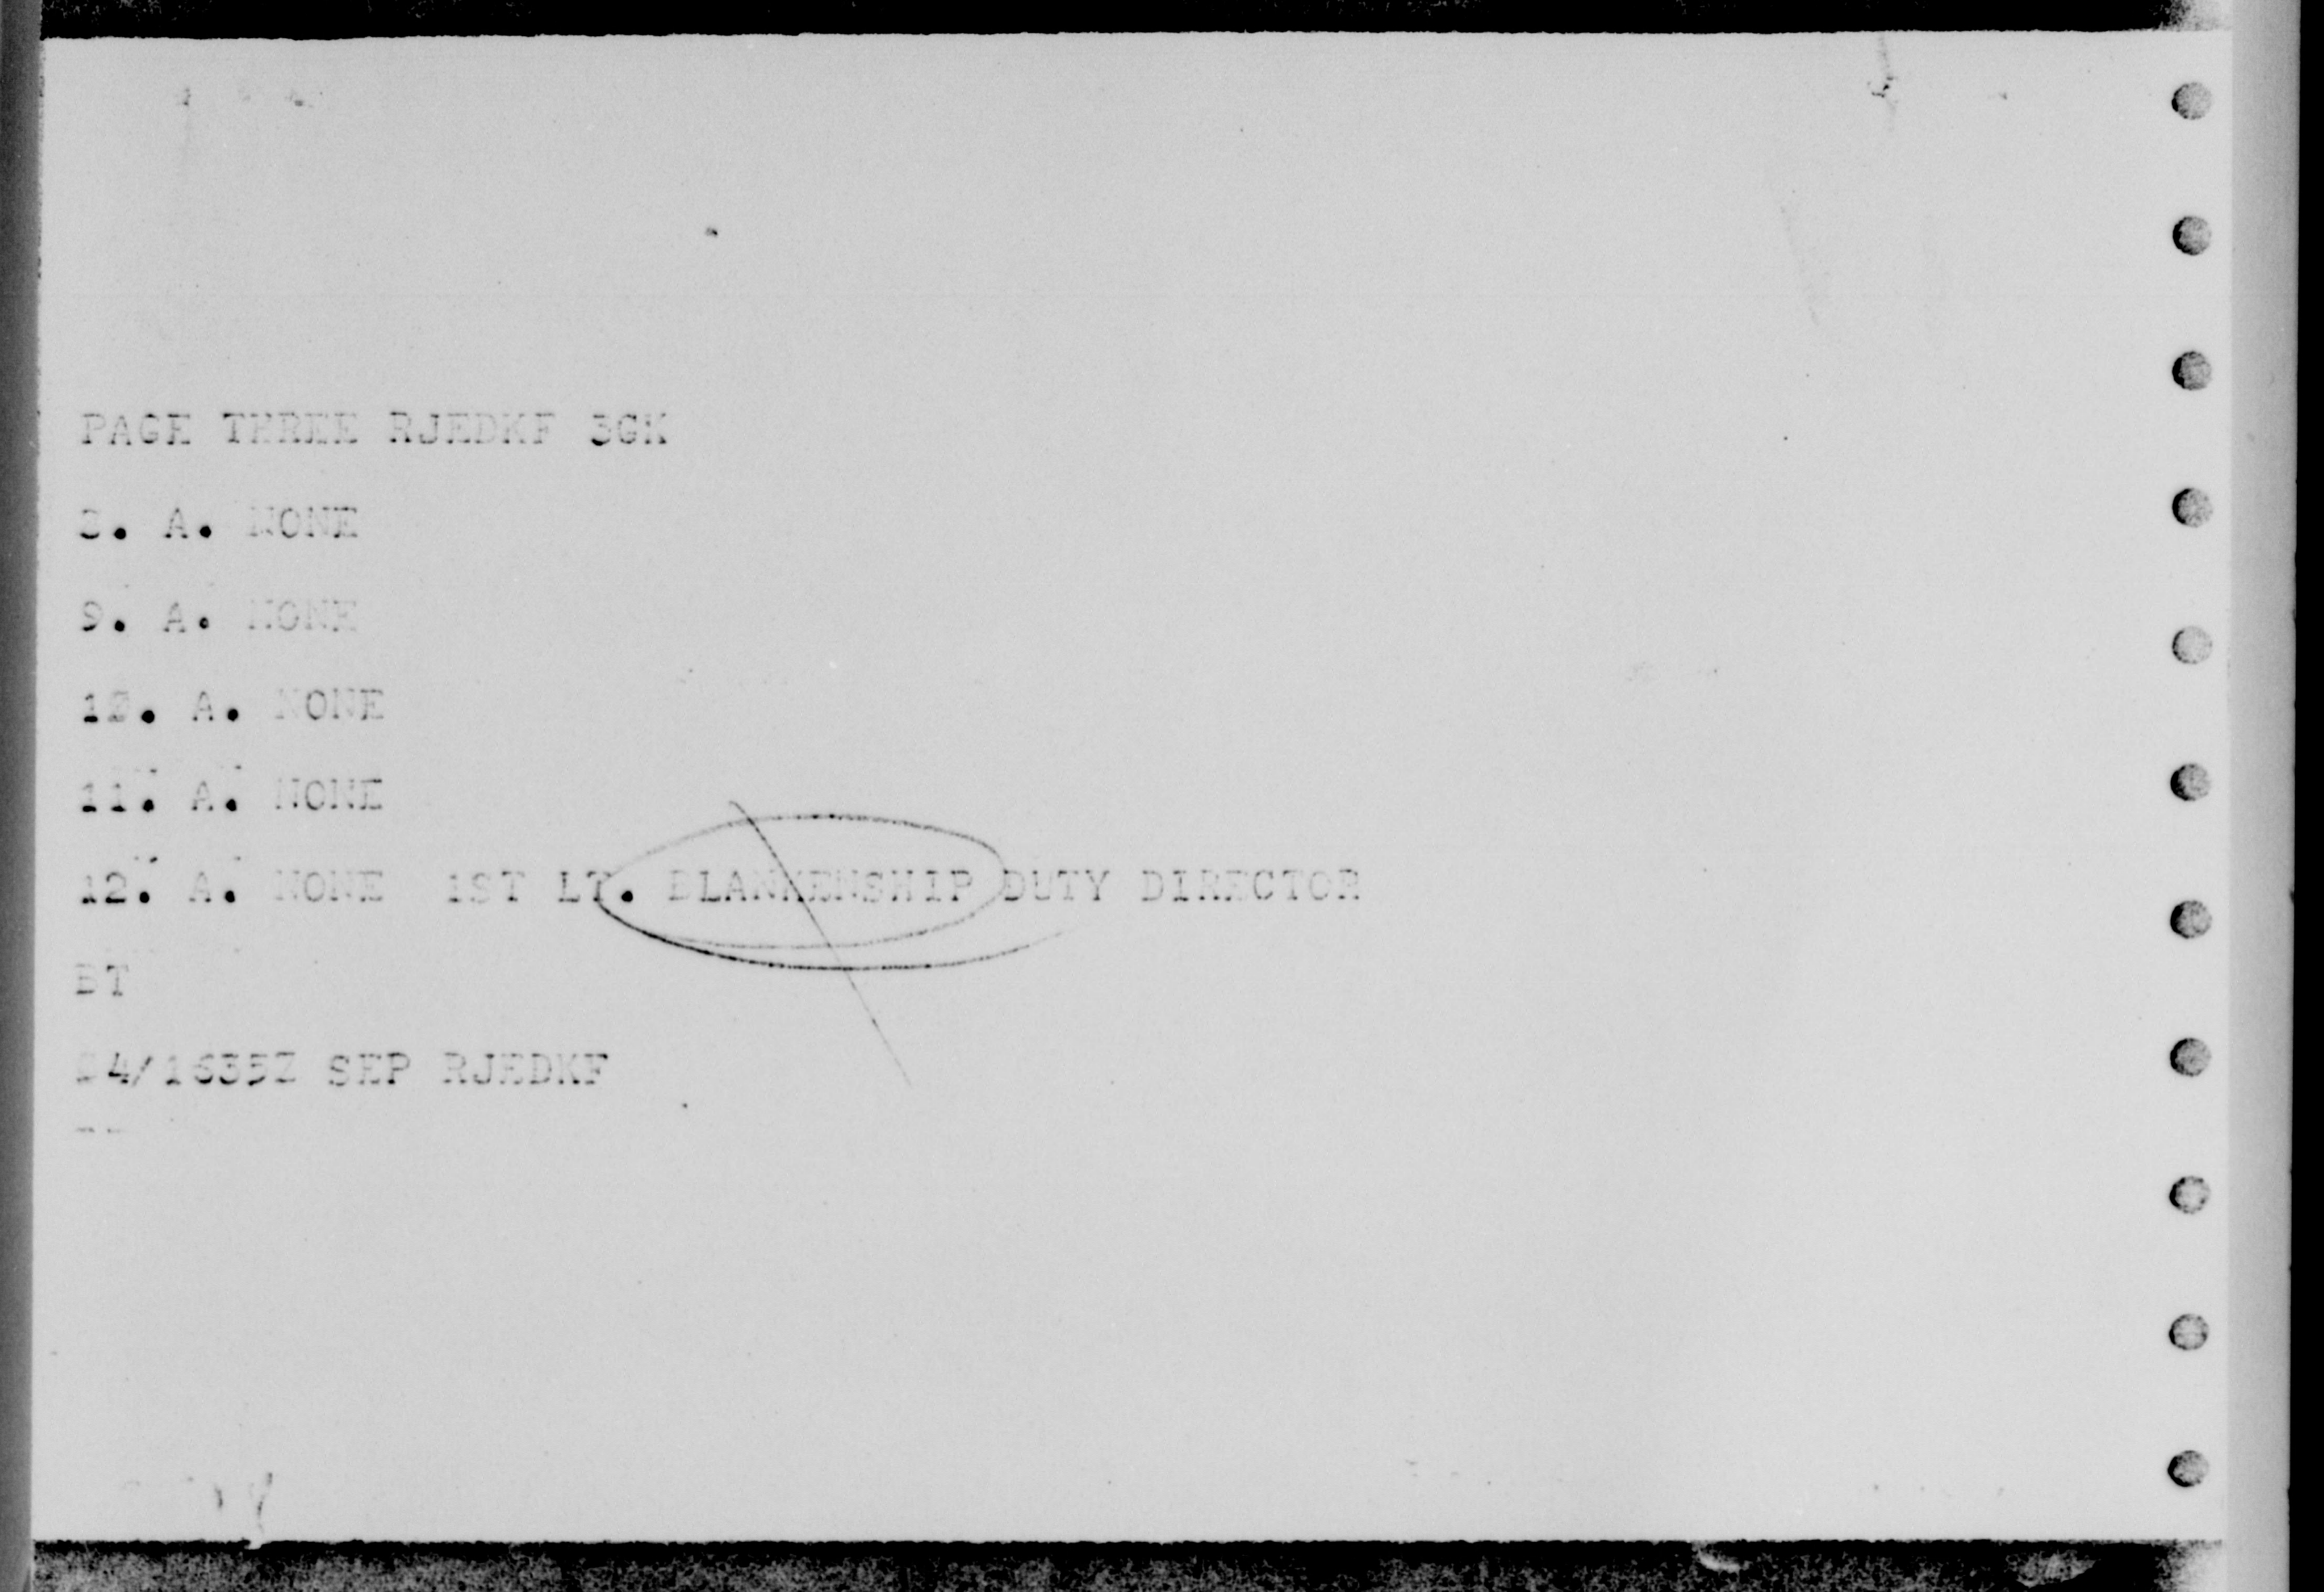 PAGE THREE RJEDKF 3GK
8. A. NONE
9. A. NONE
10. A. NONE
11. A. NONE
12. A. NONE 1ST LT. BLANKENSHIP DUTY DIRECTOR
BT
24/1635Z SEP RJEDKF